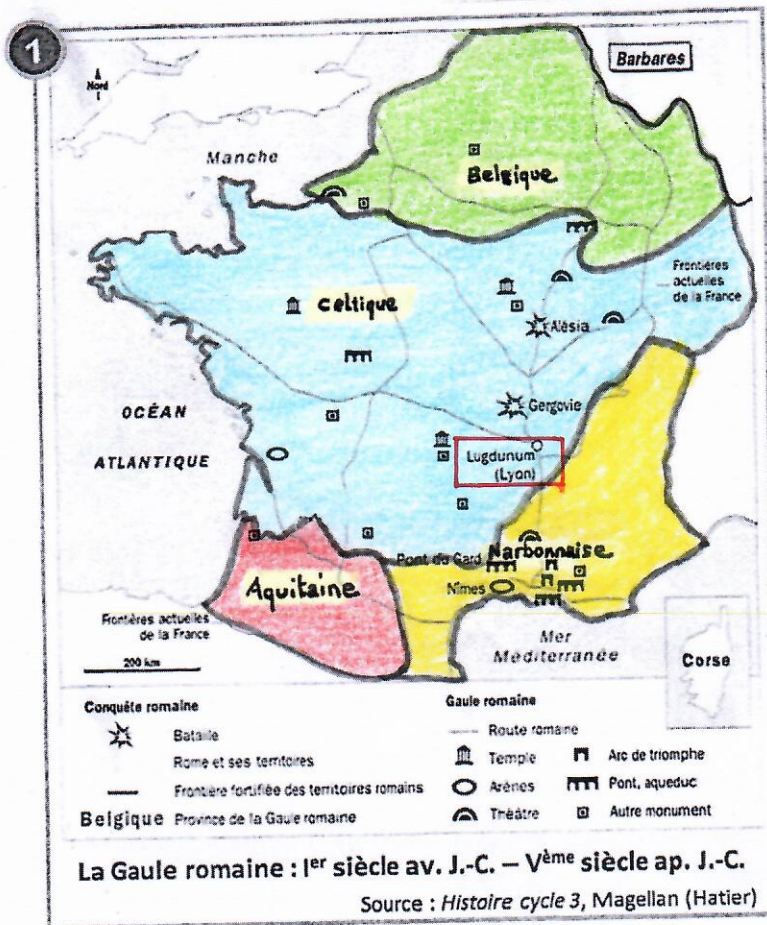 1
Nord
Barbares
Manche
Belgique
Frontières
actuelles
de la France
Celtique
Alésia
Gergovie
OCÉAN
ATLANTIQUE
Lugdunum
(Lyon)
Pont du Gard
Narbonnaise
Aquitaine
Nîmes
Frontières actuelles
de la France
Mer
Méditerranée
Corse
200 km
Conquête romaine
Bataille
Rome et ses territoires
Frontière fortifiée des territoires romains
Belgique Province de la Gaule romaine
Gaule romaine
Route romaine
Temple
Arc de triomphe
Arènes
Pont, aqueduc
Théâtre
Autre monument
La Gaule romaine : Ier siècle av. J.-C. – Vème siècle ap. J.-C.
Source : Histoire cycle 3, Magellan (Hatier)